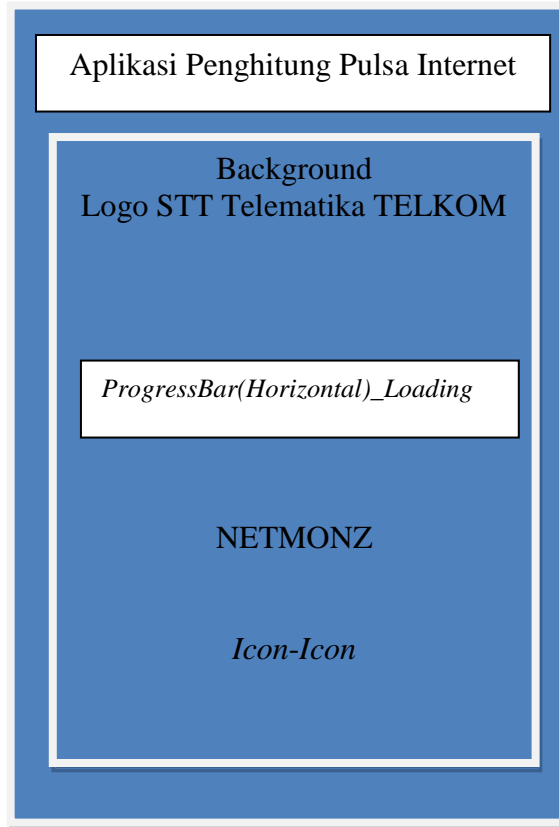 Aplikasi Penghitung Pulsa Internet
Background
Logo STT Telematika TELKOM
ProgressBar(Horizontal)_Loading
NETMONZ
Icon-Icon